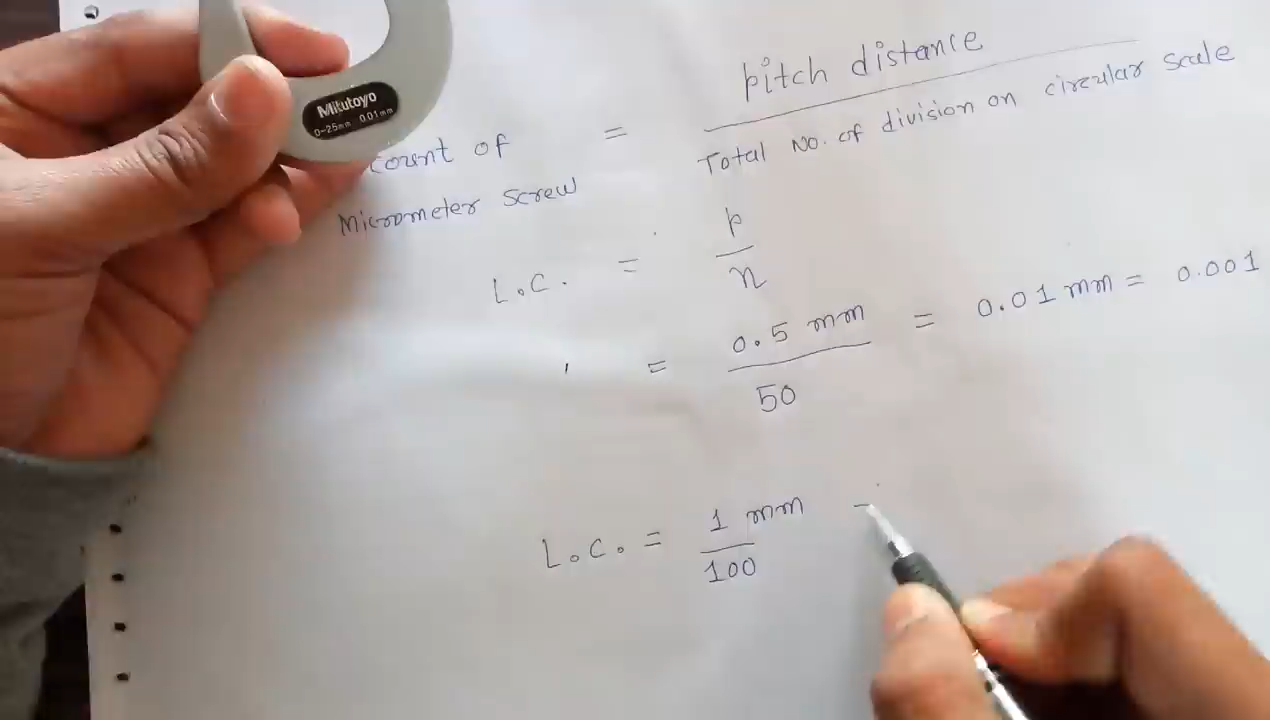 Mitutoyo
0-25mm 0.01mm
pitch distance
count of = Total No. of division on circular scale
Micrometer Screw
L.C. = p/n
= 0.5 mm/50 = 0.01 mm = 0.001
L.C. = 1 mm/100